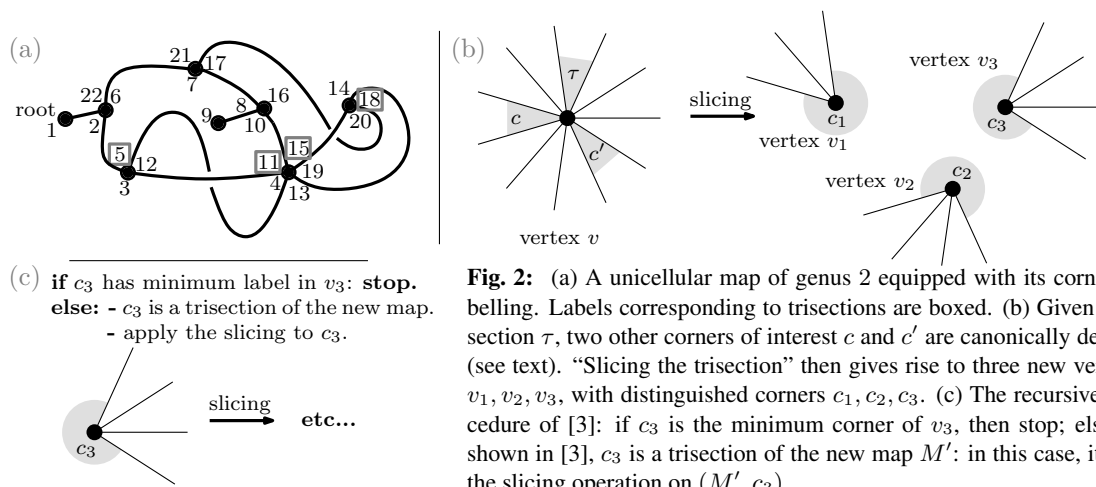 (a)
root
1
22
6
2
21
17
7
9
8
16
10
5
12
3
11
15
4
19
13
14
18
20
(b)
τ
c
c′
vertex v
slicing
c1
vertex v1
vertex v3
c3
c2
vertex v2
(c)
if c3 has minimum label in v3: stop.
else: - c3 is a trisection of the new map.
- apply the slicing to c3.
c3
slicing
etc...
Fig. 2: (a) A unicellular map of genus 2 equipped with its corn
belling. Labels corresponding to trisections are boxed. (b) Given
section τ, two other corners of interest c and c′ are canonically de
(see text). “Slicing the trisection” then gives rise to three new ver
v1, v2, v3, with distinguished corners c1, c2, c3. (c) The recursive
cedure of [3]: if c3 is the minimum corner of v3, then stop; els
shown in [3], c3 is a trisection of the new map M′: in this case, it
the slicing operation on (M′, c3)